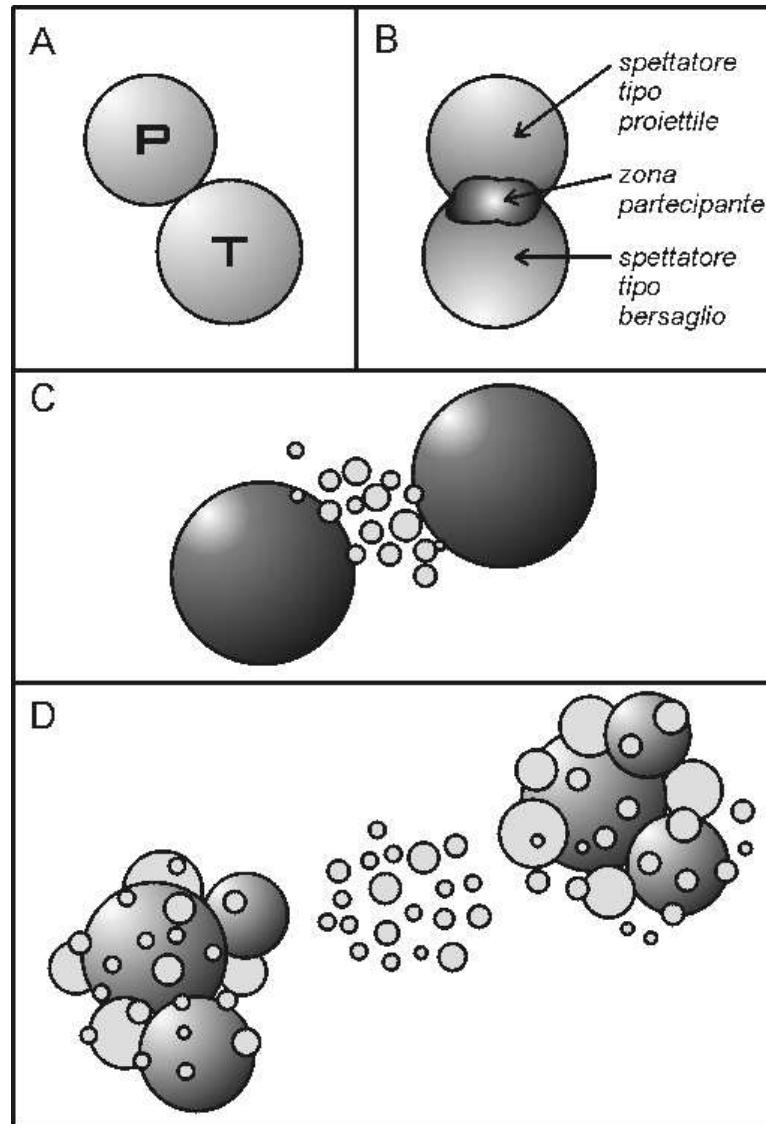 A
P
T
B
spettatore
tipo
proiettile
zona
partecipante
spettatore
tipo
bersaglio
C
D